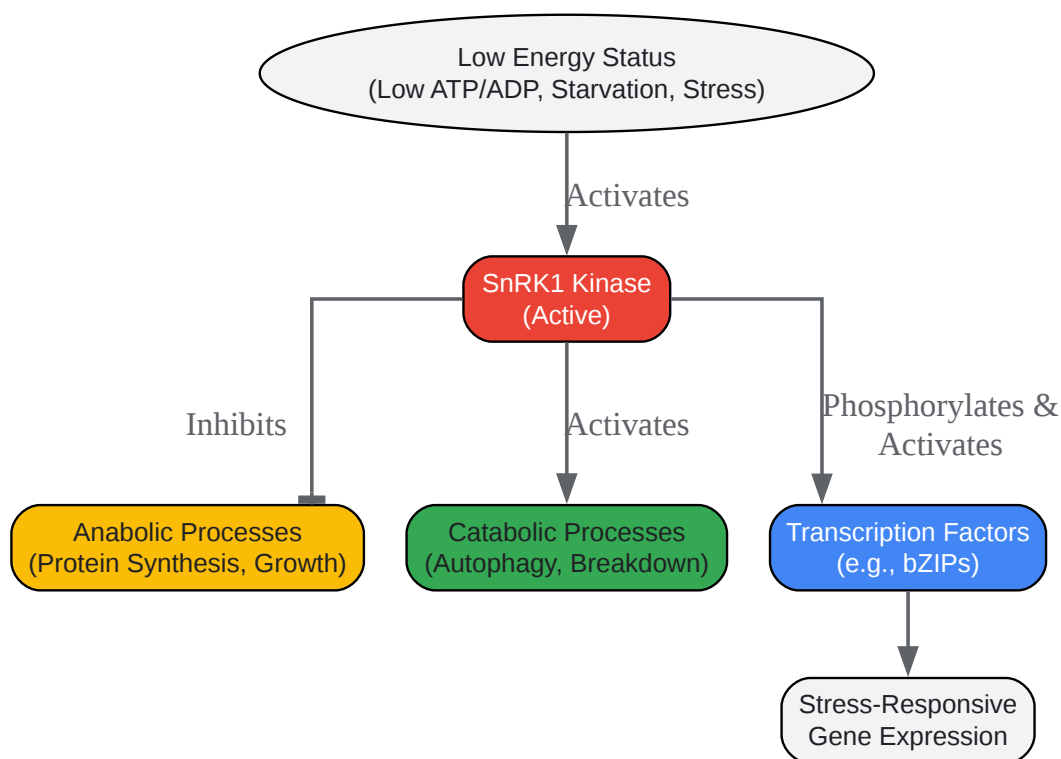 Low Energy Status
(Low ATP/ADP, Starvation, Stress)
Activates
SnRK1 Kinase
(Active)
Inhibits
Activates
Phosphorylates &
Activates
Anabolic Processes
(Protein Synthesis, Growth)
Catabolic Processes
(Autophagy, Breakdown)
Transcription Factors
(e.g., bZIPs)
Stress-Responsive
Gene Expression